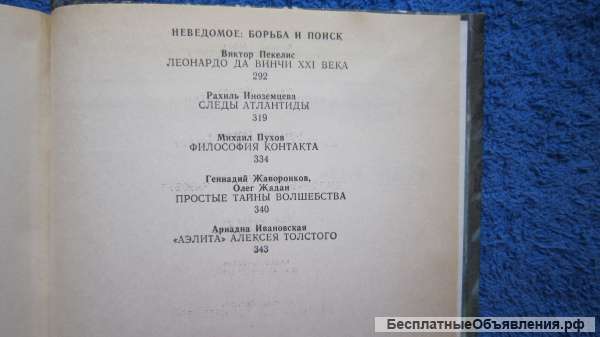 НЕВЕДОМОЕ: БОРЬБА И ПОИСК
Виктор Пекелис
ЛЕОНАРДО ДА ВИНЧИ XXI ВЕКА
292
Рахиль Иноземцева
СЛЕДЫ АТЛАНТИДЫ
319
Михаил Пухов
ФИЛОСОФИЯ КОНТАКТА
334
Геннадий Жаворонков,
Олег Жадан
ПРОСТЫЕ ТАЙНЫ ВОЛШЕБСТВА
340
Ариадна Ивановская
«АЭЛИТА» АЛЕКСЕЯ ТОЛСТОГО
343
БесплатныеОбъявления.рф